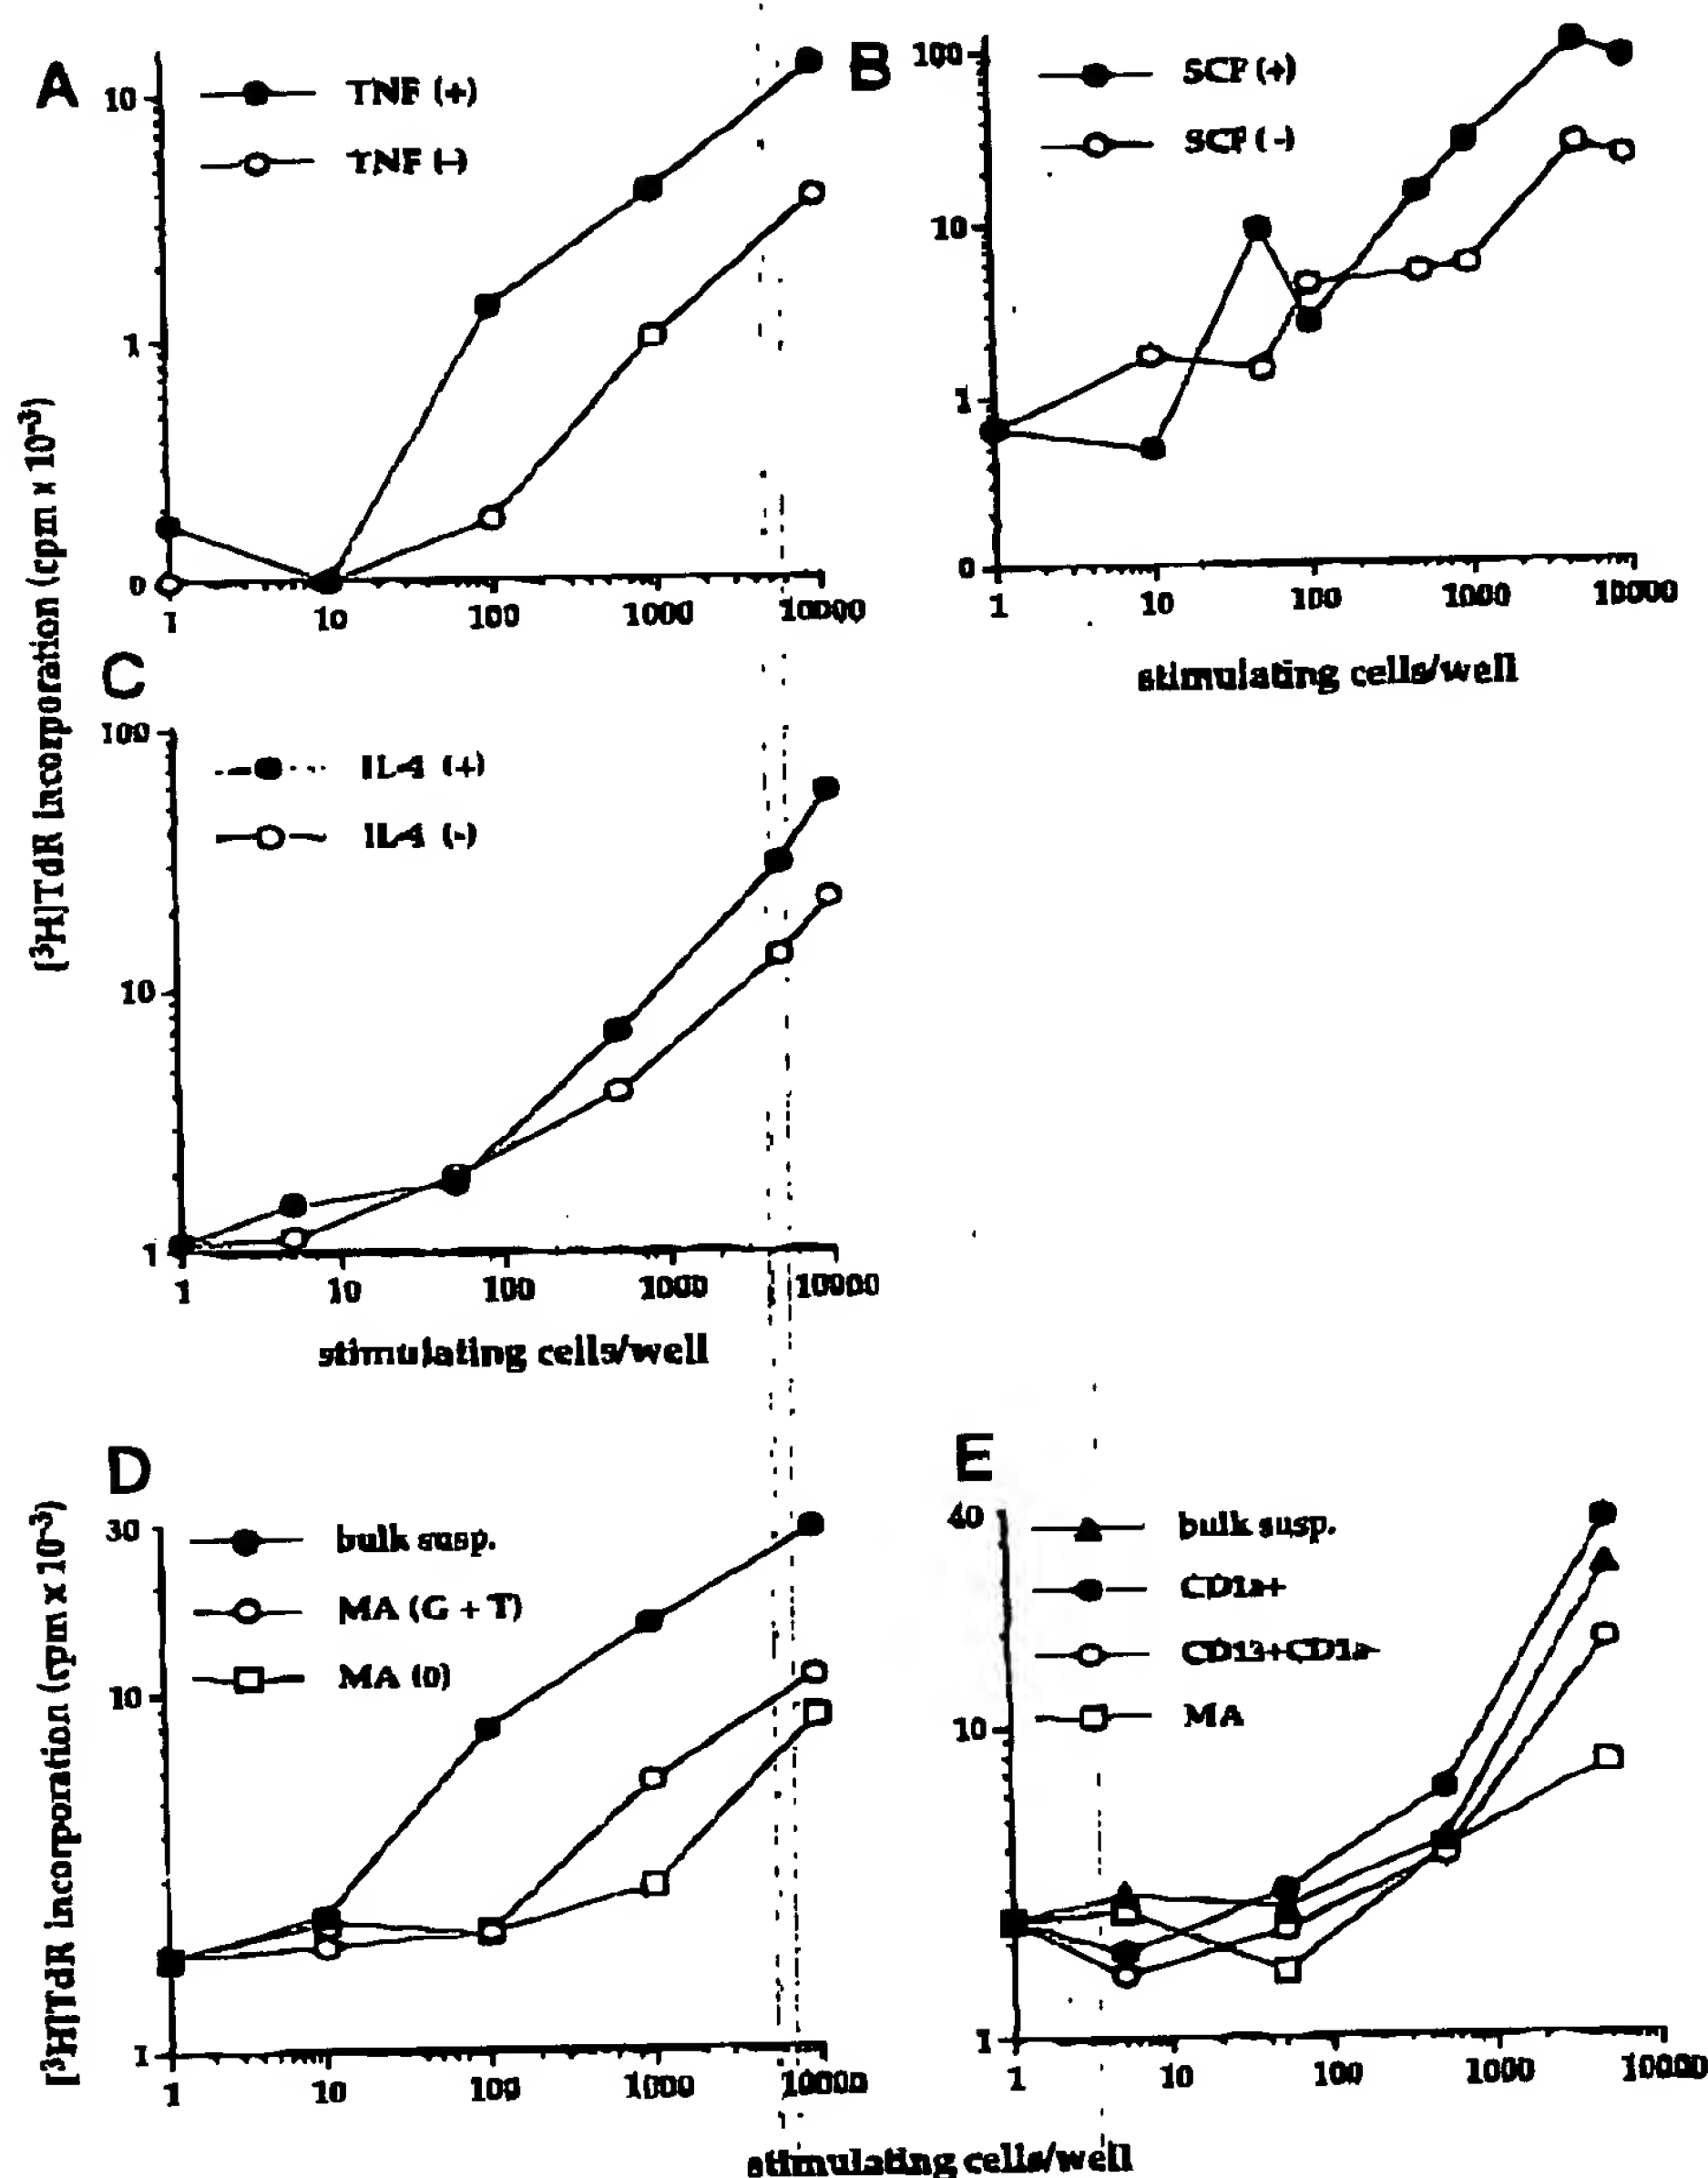 A
10
TNF (+)
TNF (-)
1
0
1 10 100 1000 10000
B
100
SCF (+)
SCF (-)
10
1
0
1 10 100 1000 10000
stimulating cells/well
[³H]TdR incorporation (cpm x 10⁻³)
C
100
IL-4 (+)
IL-4 (-)
10
1
1 10 100 1000 10000
stimulating cells/well
D
30
bulk susp.
MA (G + T)
MA (0)
10
1
1 10 100 1000 10000
[³H]TdR incorporation (cpm x 10⁻³)
E
40
bulk susp.
CD1a+
CD13+CD1a-
MA
10
1
1 10 100 1000 10000
stimulating cells/well